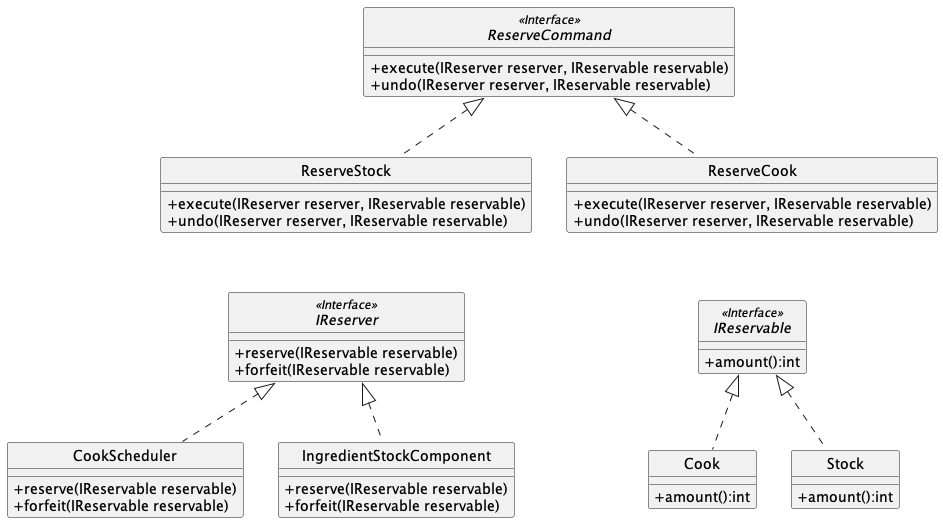 «Interface»
ReserveCommand
+execute(IReserver reserver, IReservable reservable)
+undo(IReserver reserver, IReservable reservable)
ReserveStock
+execute(IReserver reserver, IReservable reservable)
+undo(IReserver reserver, IReservable reservable)
ReserveCook
+execute(IReserver reserver, IReservable reservable)
+undo(IReserver reserver, IReservable reservable)
«Interface»
IReserver
+reserve(IReservable reservable)
+forfeit(IReservable reservable)
«Interface»
IReservable
+amount():int
CookScheduler
+reserve(IReservable reservable)
+forfeit(IReservable reservable)
IngredientStockComponent
+reserve(IReservable reservable)
+forfeit(IReservable reservable)
Cook
+amount():int
Stock
+amount():int